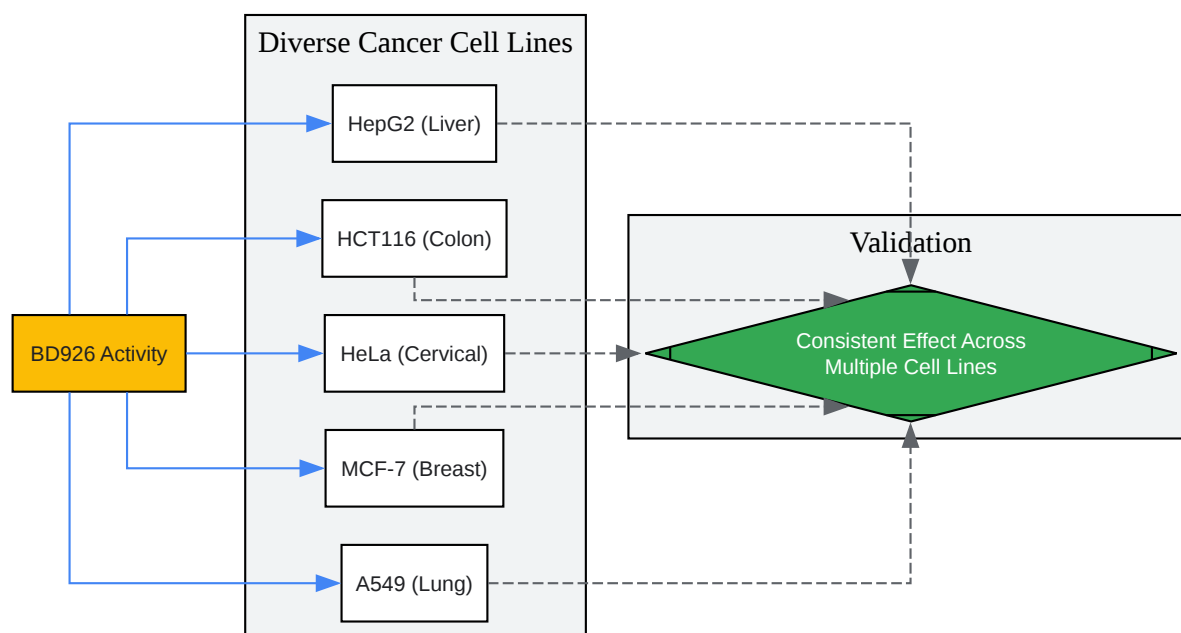 Diverse Cancer Cell Lines
HepG2 (Liver)
HCT116 (Colon)
Validation
BD926 Activity
HeLa (Cervical)
Consistent Effect Across
Multiple Cell Lines
MCF-7 (Breast)
A549 (Lung)